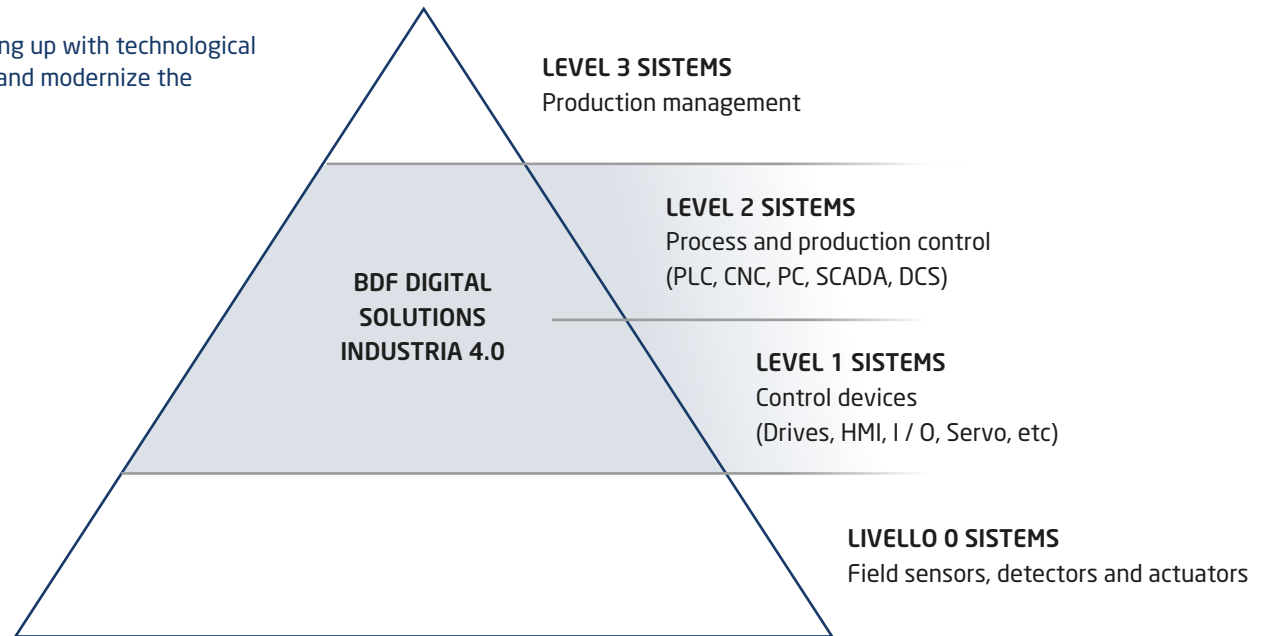 ng up with technological
and modernize the
LEVEL 3 SISTEMS
Production management
LEVEL 2 SISTEMS
Process and production control
(PLC, CNC, PC, SCADA, DCS)
BDF DIGITAL
SOLUTIONS
INDUSTRIA 4.0
LEVEL 1 SISTEMS
Control devices
(Drives, HMI, I / O, Servo, etc)
LIVELLO 0 SISTEMS
Field sensors, detectors and actuators